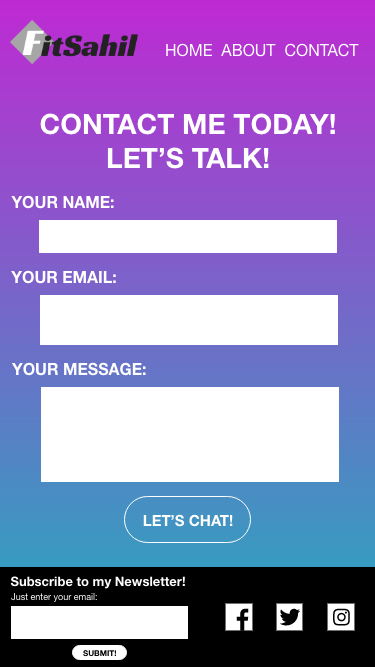 FitSahil
HOME ABOUT CONTACT
CONTACT ME TODAY!
LET’S TALK!
YOUR NAME:
YOUR EMAIL:
YOUR MESSAGE:
LET’S CHAT!
Subscribe to my Newsletter!
Just enter your email:
SUBMIT!